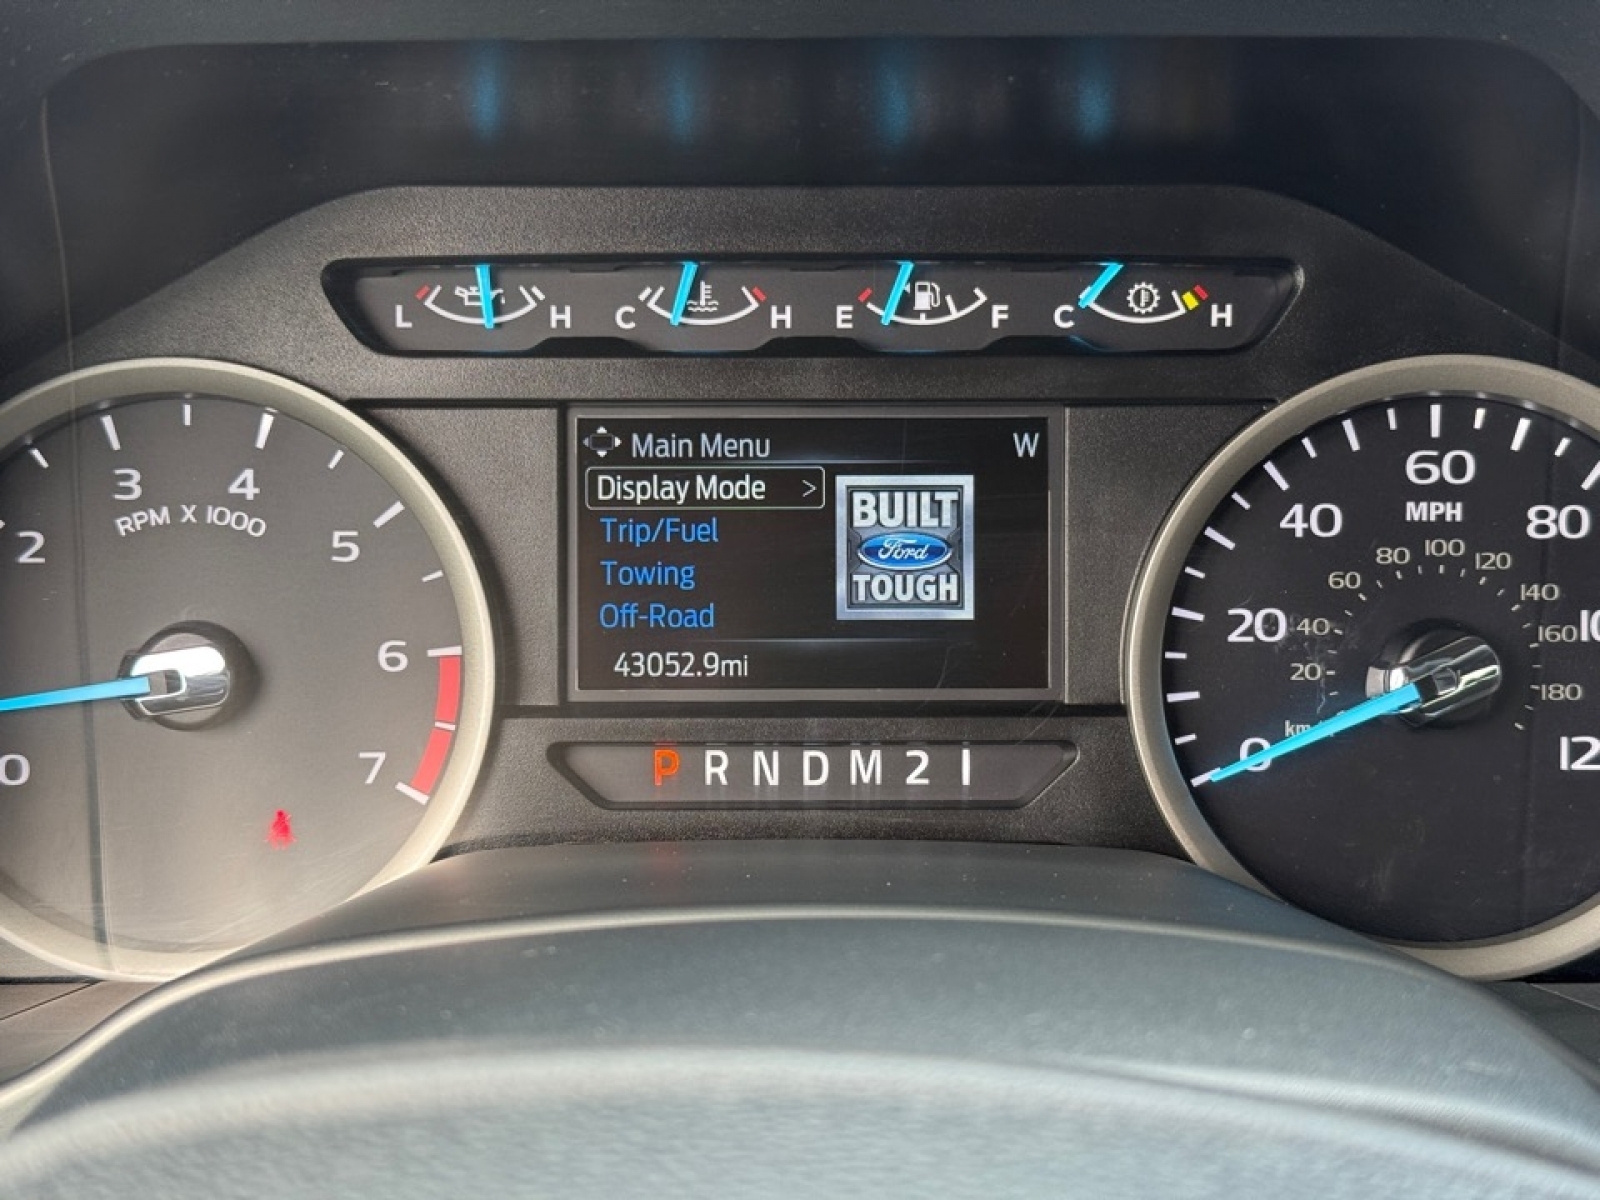 L H C H E F C H
Main Menu W
Display Mode >
Trip/Fuel
Towing
Off-Road
43052.9mi
BUILT
Ford
TOUGH
P R N D M 2 1
0 2 3 4 5 6 7
RPM X 1000
0 20 40 60 80 12
MPH
20 40 60 80 100 120 140 160 180